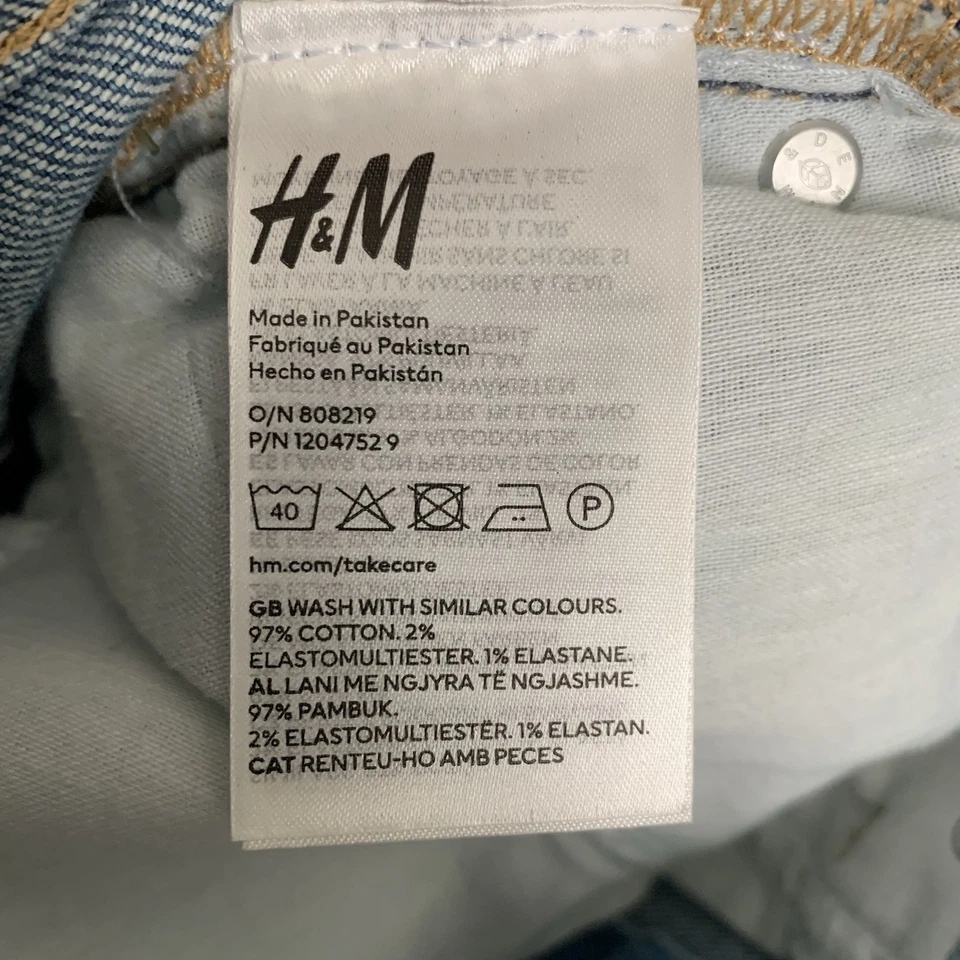 H&M
Made in Pakistan
Fabriqué au Pakistan
Hecho en Pakistán
O/N 808219
P/N 1204752 9
40
P
hm.com/takecare
GB WASH WITH SIMILAR COLOURS.
97% COTTON. 2%
ELASTOMULTIESTER. 1% ELASTANE.
AL LANI ME NGJYRA TË NGJASHME.
97% PAMBUK.
2% ELASTOMULTIESTËR. 1% ELASTAN.
CAT RENTEU-HO AMB PECES